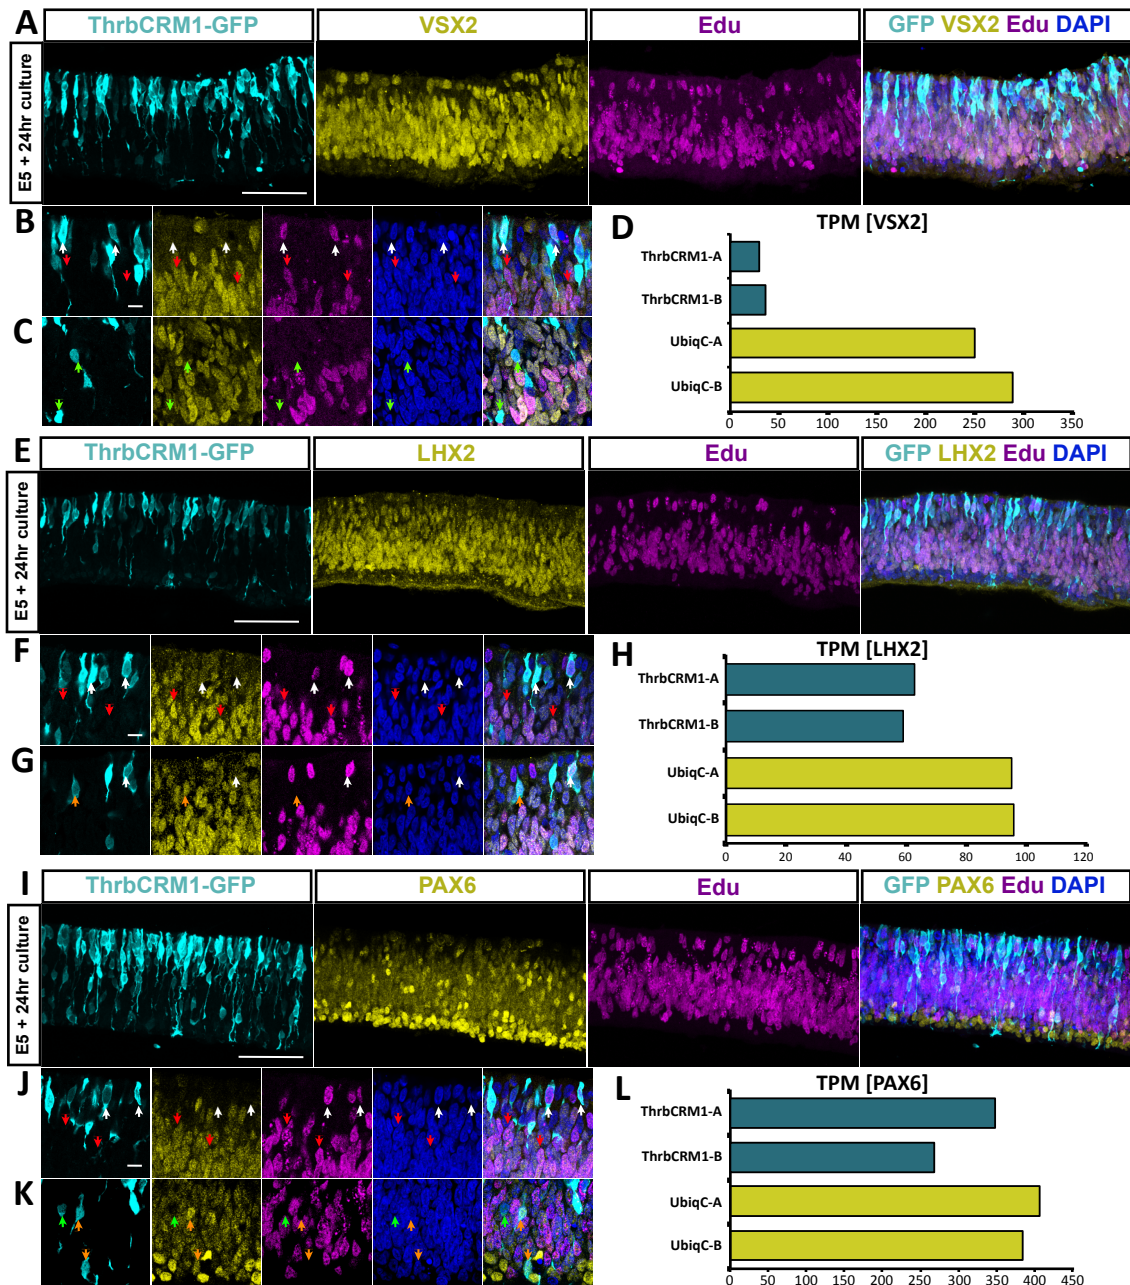 A
ThrbCRM1-GFP
VSX2
Edu
GFP VSX2 Edu DAPI
E5 + 24hr culture
B
C
D
TPM [VSX2]
ThrbCRM1-A
ThrbCRM1-B
UbiqC-A
UbiqC-B
0 50 100 150 200 250 300 350
E
ThrbCRM1-GFP
LHX2
Edu
GFP LHX2 Edu DAPI
E5 + 24hr culture
F
G
H
TPM [LHX2]
ThrbCRM1-A
ThrbCRM1-B
UbiqC-A
UbiqC-B
0 20 40 60 80 100 120
I
ThrbCRM1-GFP
PAX6
Edu
GFP PAX6 Edu DAPI
E5 + 24hr culture
J
K
L
TPM [PAX6]
ThrbCRM1-A
ThrbCRM1-B
UbiqC-A
UbiqC-B
0 50 100 150 200 250 300 350 400 450